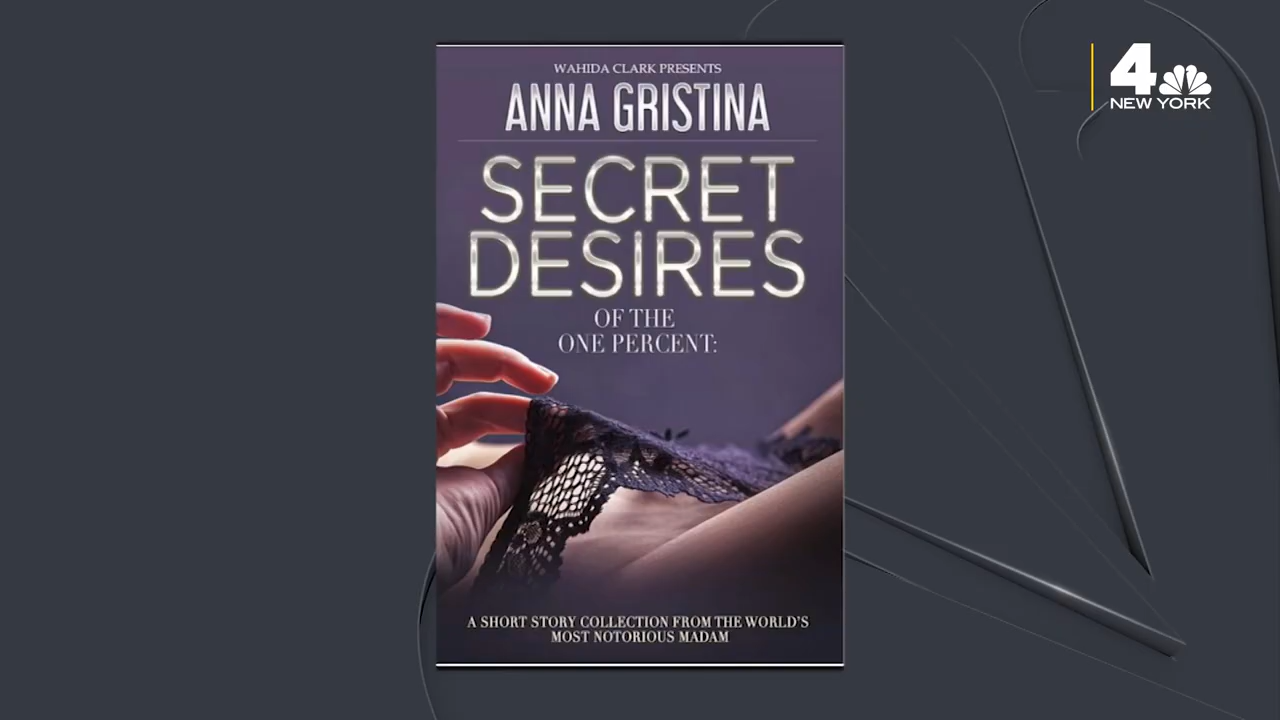 WAHIDA CLARK PRESENTS
ANNA GRISTINA
SECRET
DESIRES
OF THE
ONE PERCENT:
A SHORT STORY COLLECTION FROM THE WORLD'S
MOST NOTORIOUS MADAM
4
NEW YORK